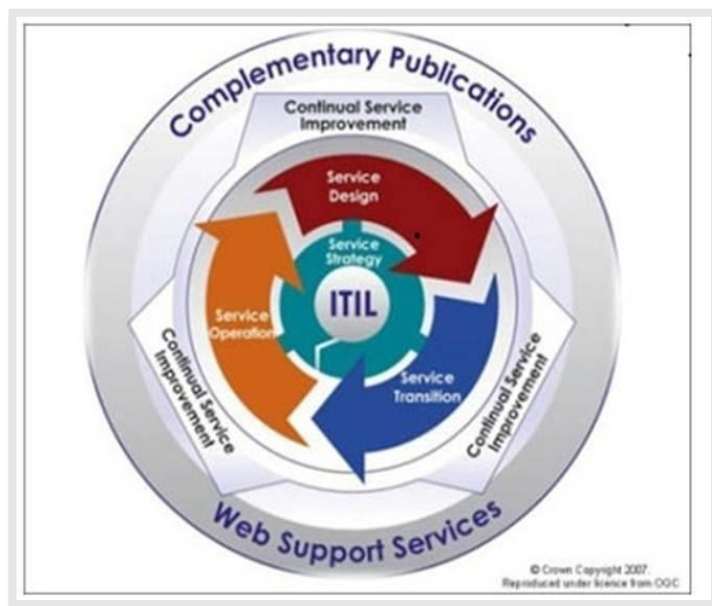 Complementary Publications
Continual Service
Improvement
Service
Design
Service
Strategy
ITIL
Service
Operation
Service
Transition
Continual Service
Improvement
Continual Service
Improvement
Web Support Services
© Crown Copyright 2007.
Reproduced under licence from OGC